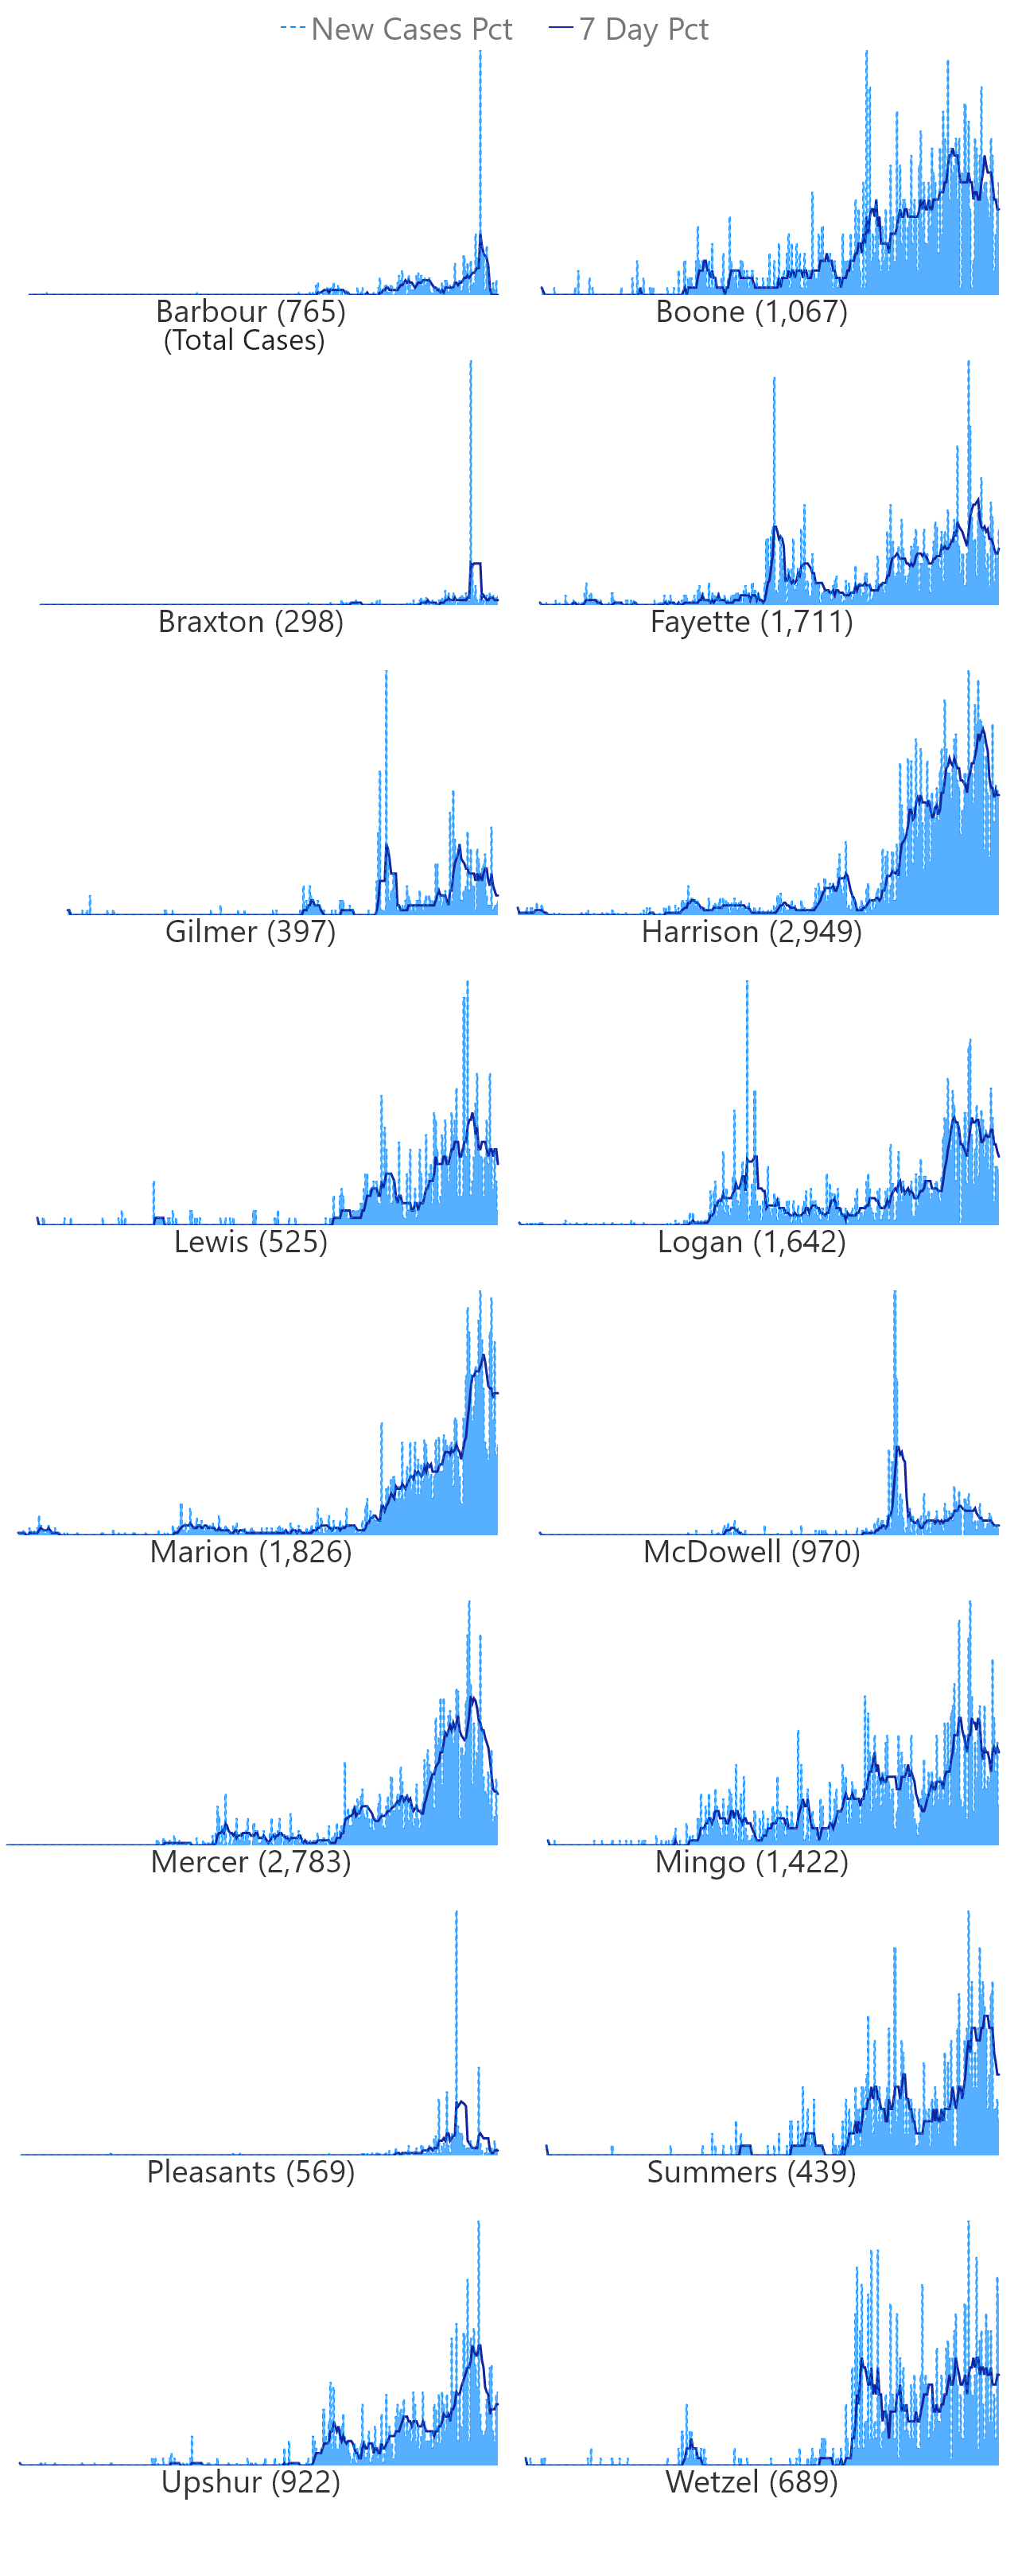 New Cases Pct 7 Day Pct
Barbour (765) Boone (1,067)
(Total Cases)
Braxton (298) Fayette (1,711)
Gilmer (397) Harrison (2,949)
Lewis (525) Logan (1,642)
Marion (1,826) McDowell (970)
Mercer (2,783) Mingo (1,422)
Pleasants (569) Summers (439)
Upshur (922) Wetzel (689)